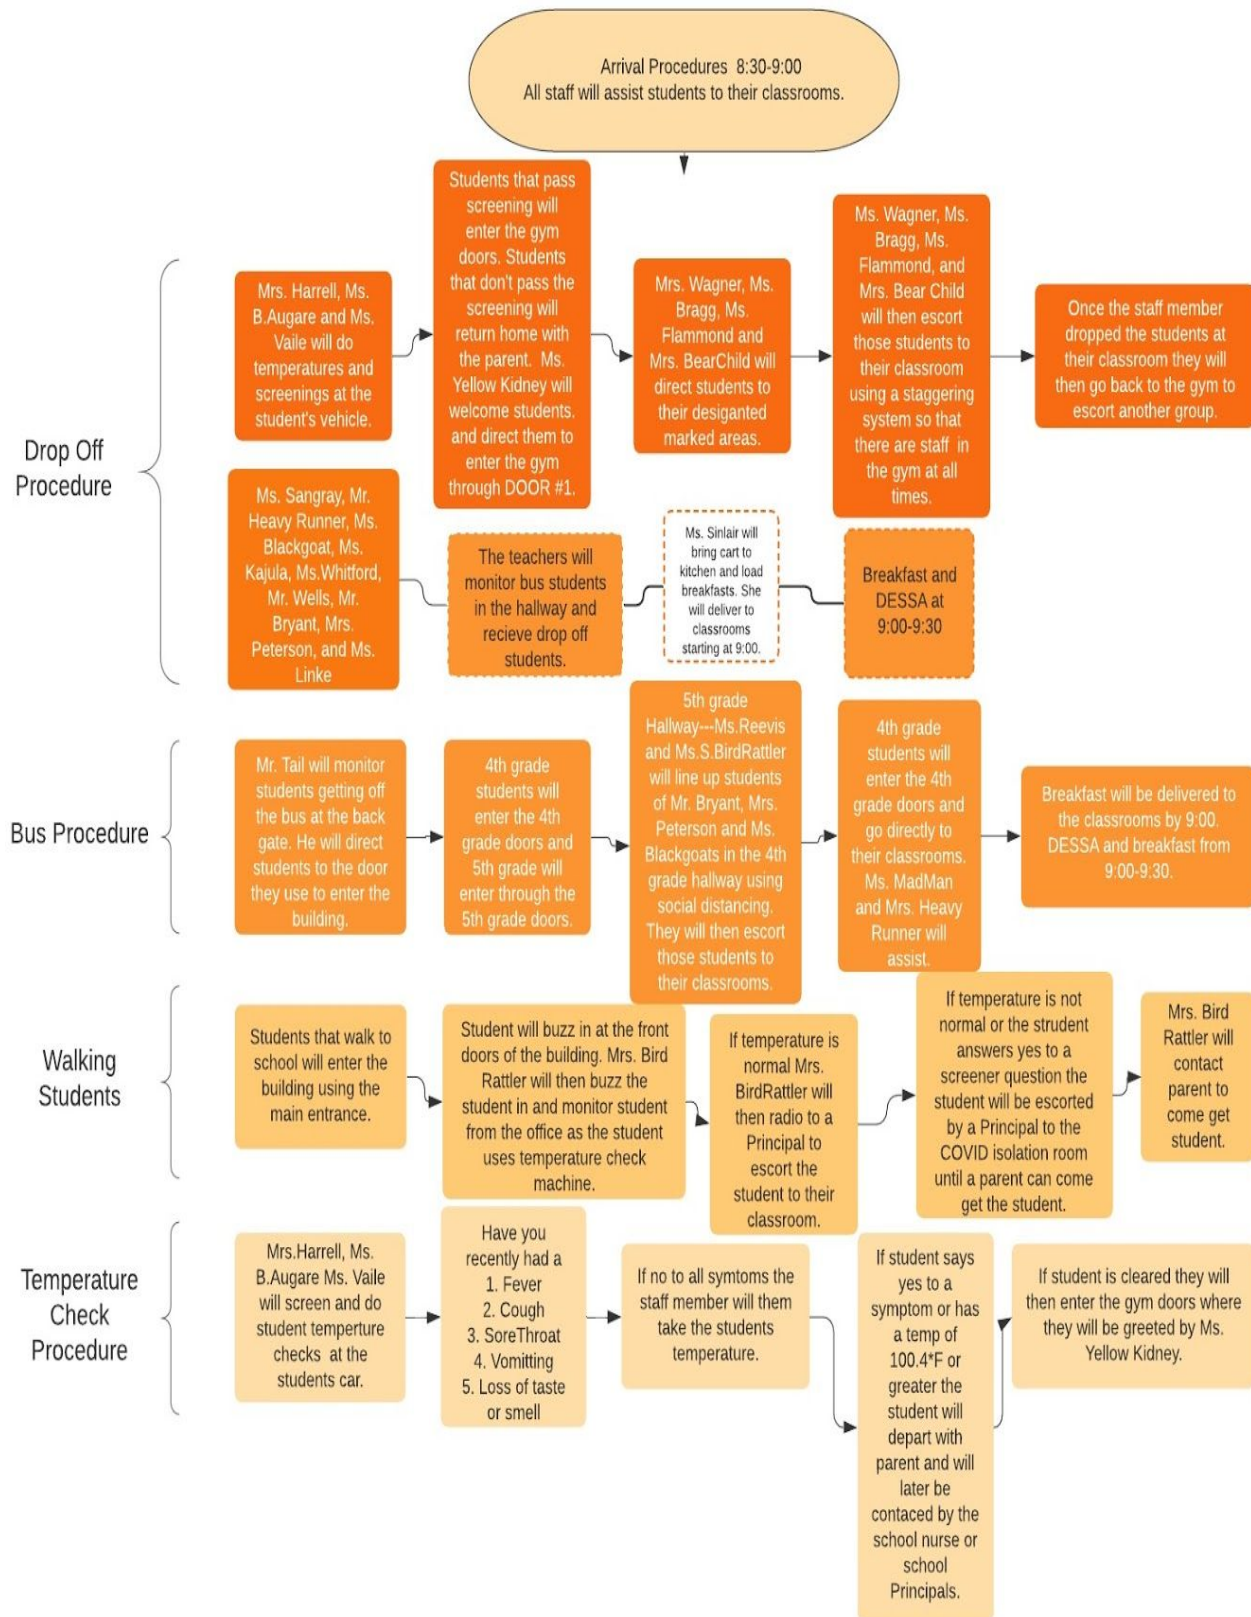 Arrival Procedures 8:30-9:00
All staff will assist students to their classrooms.
Drop Off
Procedure
Mrs. Harrell, Ms.
B.Augare and Ms.
Vaile will do
temperatures and
screenings at the
student's vehicle.
Students that pass
screening will
enter the gym
doors. Students
that don't pass the
screening will
return home with
the parent. Ms.
Yellow Kidney will
welcome students.
and direct them to
enter the gym
through DOOR #1.
Mrs. Wagner, Ms.
Bragg, Ms.
Flammond and
Mrs. BearChild will
direct students to
their desiganted
marked areas.
Ms. Wagner, Ms.
Bragg, Ms.
Flammond, and
Mrs. Bear Child
will then escort
those students to
their classroom
using a staggering
system so that
there are staff in
the gym at all
times.
Once the staff member
dropped the students at
their classroom they will
then go back to the gym to
escort another group.
Ms. Sangray, Mr.
Heavy Runner, Ms.
Blackgoat, Ms.
Kajula, Ms.Whitford,
Mr. Wells, Mr.
Bryant, Mrs.
Peterson, and Ms.
Linke
The teachers will
monitor bus students
in the hallway and
recieve drop off
students.
Ms. Sinlair will
bring cart to
kitchen and load
breakfasts. She
will deliver to
classrooms
starting at 9:00.
Breakfast and
DESSA at
9:00-9:30
Bus Procedure
Mr. Tail will monitor
students getting off
the bus at the back
gate. He will direct
students to the door
they use to enter the
building.
4th grade
students will
enter the 4th
grade doors and
5th grade will
enter through the
5th grade doors.
5th grade
Hallway---Ms.Reevis
and Ms.S.BirdRattler
will line up students
of Mr. Bryant, Mrs.
Peterson and Ms.
Blackgoats in the 4th
grade hallway using
social distancing.
They will then escort
those students to
their classrooms.
4th grade
students will
enter the 4th
grade doors and
go directly to
their classrooms.
Ms. MadMan
and Mrs. Heavy
Runner will
assist.
Breakfast will be delivered to
the classrooms by 9:00.
DESSA and breakfast from
9:00-9:30.
Walking
Students
Students that walk to
school will enter the
building using the
main entrance.
Student will buzz in at the front
doors of the building. Mrs. Bird
Rattler will then buzz the
student in and monitor student
from the office as the student
uses temperature check
machine.
If temperature is
normal Mrs.
BirdRattler will
then radio to a
Principal to
escort the
student to their
classroom.
If temperature is not
normal or the strudent
answers yes to a
screener question the
student will be escorted
by a Principal to the
COVID isolation room
until a parent can come
get the student.
Mrs. Bird
Rattler will
contact
parent to
come get
student.
Temperature
Check
Procedure
Mrs.Harrell, Ms.
B.Augare Ms. Vaile
will screen and do
student temperture
checks at the
students car.
Have you
recently had a
1. Fever
2. Cough
3. SoreThroat
4. Vomitting
5. Loss of taste
or smell
If no to all symtoms the
staff member will them
take the students
temperature.
If student says
yes to a
symptom or has
a temp of
100.4*F or
greater the
student will
depart with
parent and will
later be
contaced by the
school nurse or
school
Principals.
If student is cleared they will
then enter the gym doors where
they will be greeted by Ms.
Yellow Kidney.